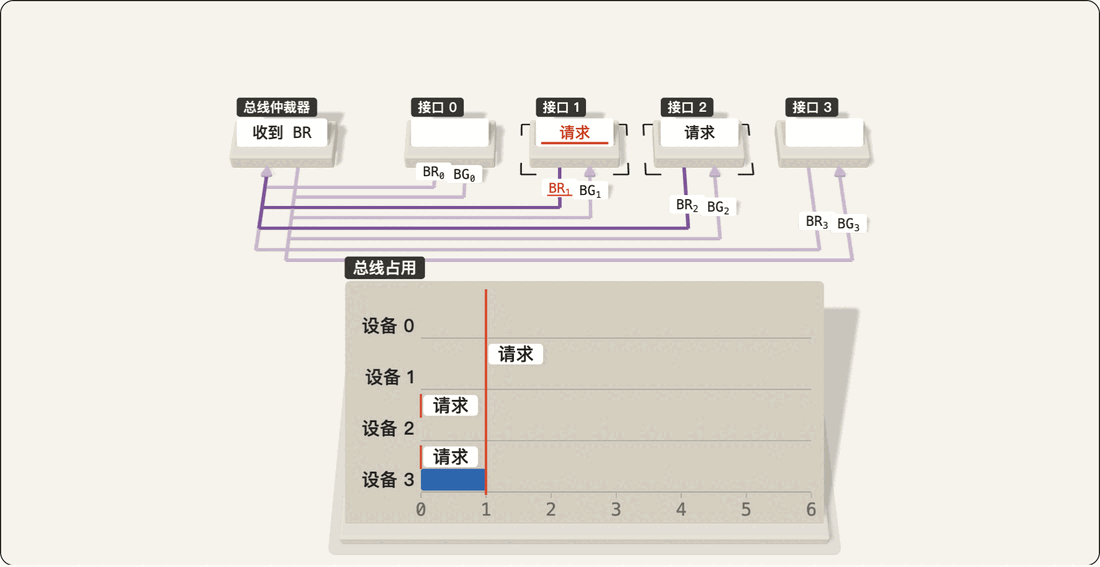 总线仲裁器
接口 0
接口 1
接口 2
接口 3
收到 BR
请求
请求
BR₀ BG₀
BR₁ BG₁
BR₂ BG₂
BR₃ BG₃
总线占用
设备 0
请求
设备 1
请求
设备 2
请求
设备 3
0 1 2 3 4 5 6